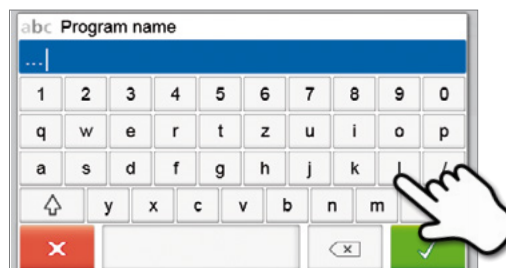 abc Program name
...
1 2 3 4 5 6 7 8 9 0
q w e r t z u i o p
a s d f g h j k l /
y x c v b n m